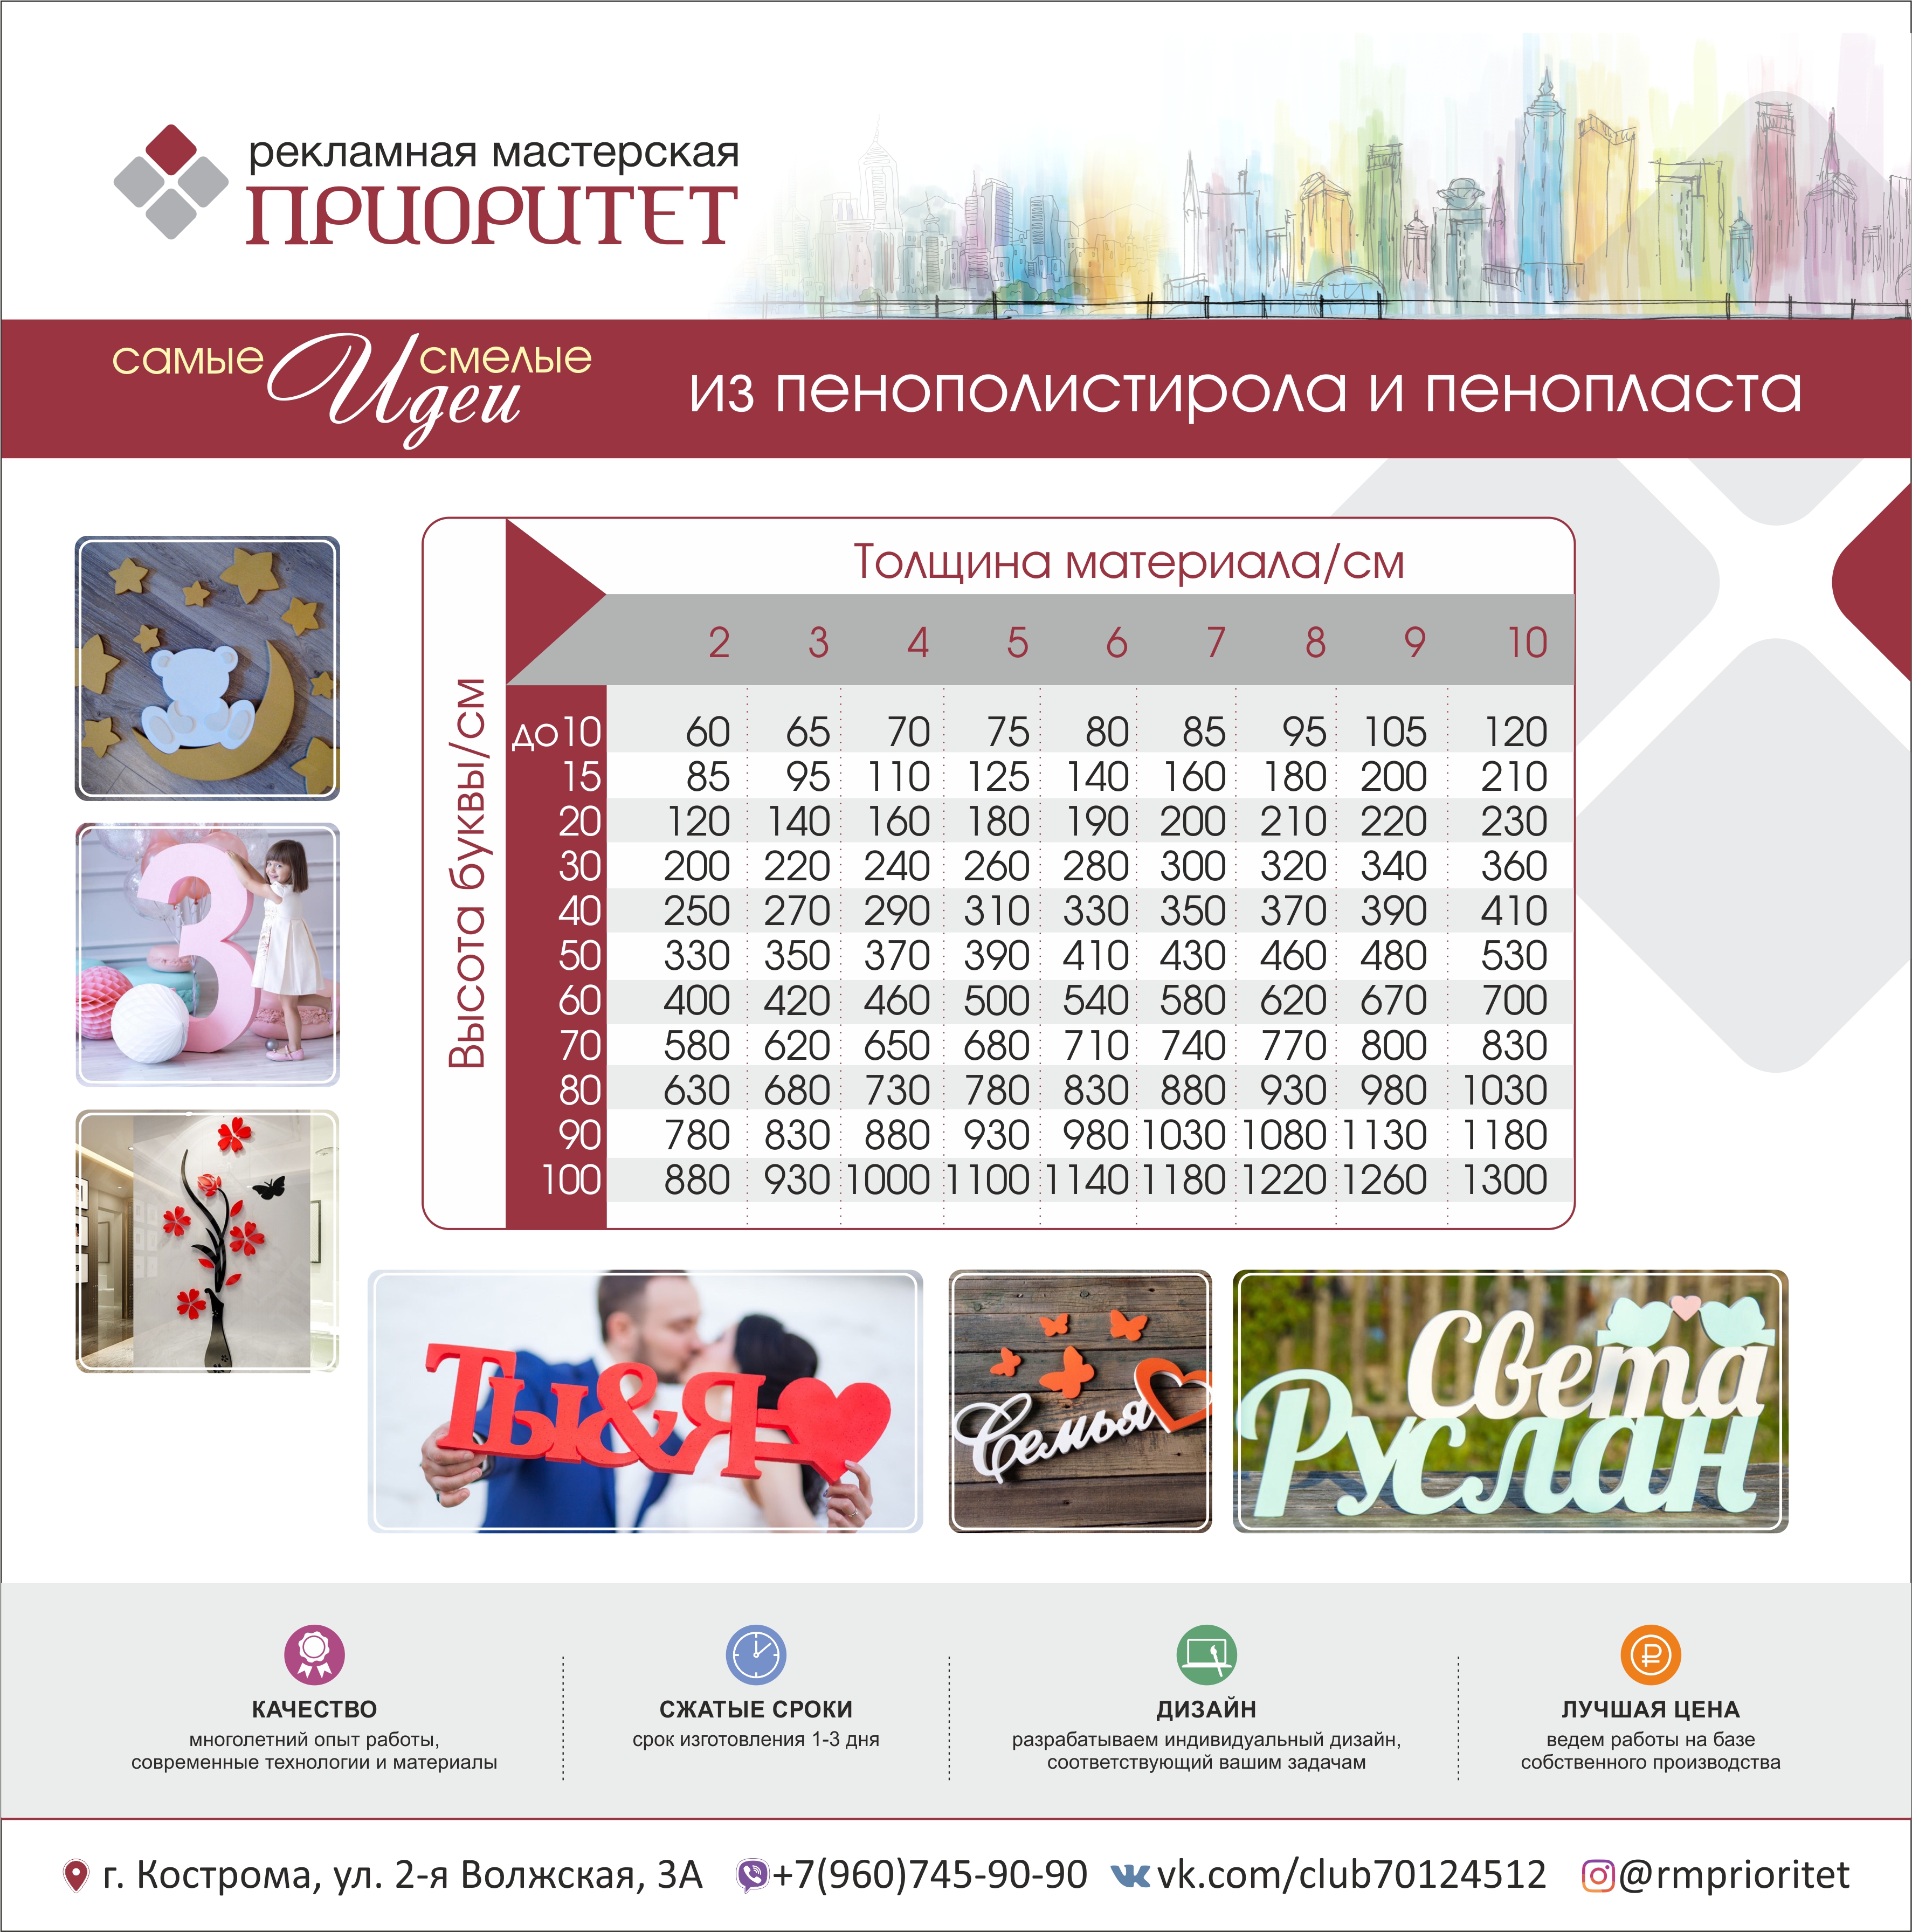 рекламная мастерская
ПРИОРИТЕТ
самые смелые
Идеи
из пенополистирола и пенопласта
Толщина материала/см
Высота буквы/см
2 3 4 5 6 7 8 9 10
до10 60 65 70 75 80 85 95 105 120
15 85 95 110 125 140 160 180 200 210
20 120 140 160 180 190 200 210 220 230
30 200 220 240 260 280 300 320 340 360
40 250 270 290 310 330 350 370 390 410
50 330 350 370 390 410 430 460 480 530
60 400 420 460 500 540 580 620 670 700
70 580 620 650 680 710 740 770 800 830
80 630 680 730 780 830 880 930 980 1030
90 780 830 880 930 980 1030 1080 1130 1180
100 880 930 1000 1100 1140 1180 1220 1260 1300
3
Ты&Я
Семья
Света
Руслан
КАЧЕСТВО
многолетний опыт работы,
современные технологии и материалы
СЖАТЫЕ СРОКИ
срок изготовления 1-3 дня
ДИЗАЙН
разрабатываем индивидуальный дизайн,
соответствующий вашим задачам
ЛУЧШАЯ ЦЕНА
ведем работы на базе
собственного производства
г. Кострома, ул. 2-я Волжская, 3А +7(960)745-90-90 vk.com/club70124512 @rmprioritet